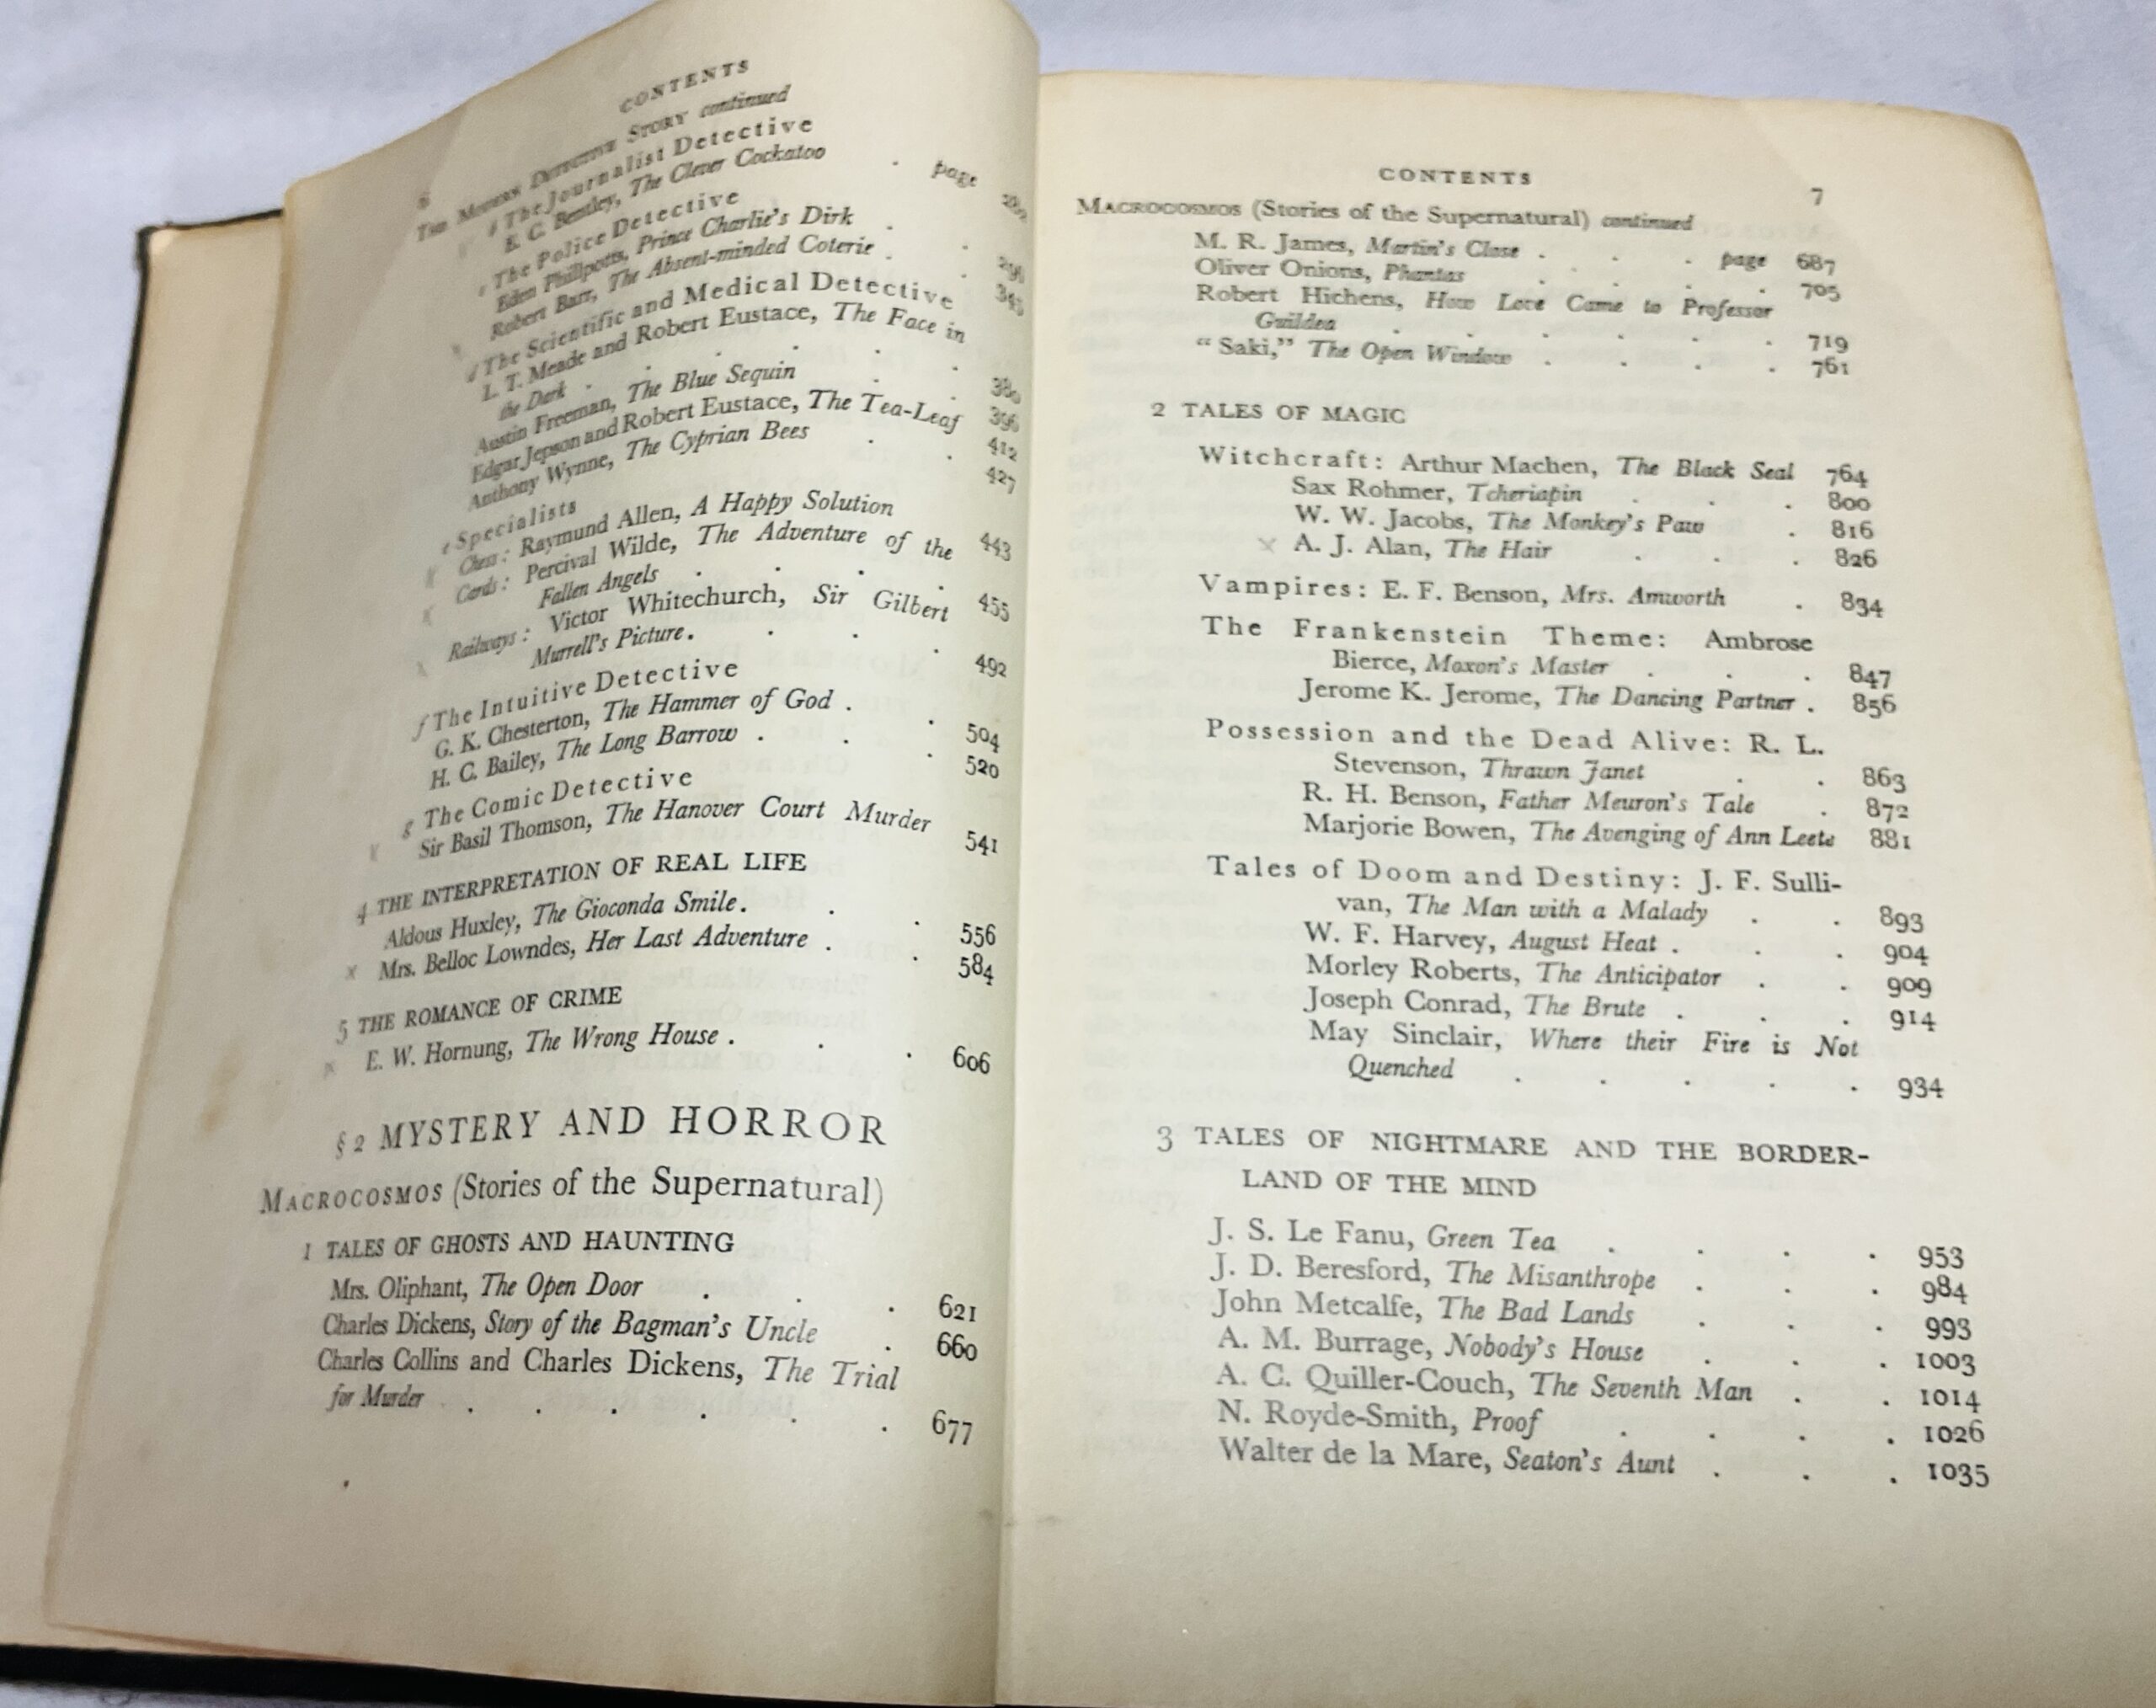 CONTENTS
THE MODERN DETECTIVE STORY continued
b The Journalist Detective
page
E. C. Bentley, The Clever Cockatoo
c The Police Detective
Eden Phillpotts, Prince Charlie's Dirk . .
Robert Barr, The Absent-minded Coterie . .
d The Scientific and Medical Detective
L. T. Meade and Robert Eustace, The Face in
the Dark . . . . . . 380
Austin Freeman, The Blue Sequin . . 396
Edgar Jepson and Robert Eustace, The Tea-Leaf 412
Anthony Wynne, The Cyprian Bees . . 427
e Specialists
Chess: Raymund Allen, A Happy Solution 443
Cards: Percival Wilde, The Adventure of the
Fallen Angels . . . . 455
Railways: Victor Whitechurch, Sir Gilbert
Murrell's Picture . . . . 492
f The Intuitive Detective
G. K. Chesterton, The Hammer of God . . 504
H. C. Bailey, The Long Barrow . . . 520
g The Comic Detective
Sir Basil Thomson, The Hanover Court Murder 541
4 THE INTERPRETATION OF REAL LIFE
Aldous Huxley, The Gioconda Smile . . . 556
x Mrs. Belloc Lowndes, Her Last Adventure . . 584
5 THE ROMANCE OF CRIME
x E. W. Hornung, The Wrong House . . . 606
§ 2 MYSTERY AND HORROR
MACROCOSMOS (Stories of the Supernatural)
1 TALES OF GHOSTS AND HAUNTING
Mrs. Oliphant, The Open Door . . . 621
Charles Dickens, Story of the Bagman's Uncle . 660
Charles Collins and Charles Dickens, The Trial
for Murder . . . . . . 677
CONTENTS 7
MACROCOSMOS (Stories of the Supernatural) continued
M. R. James, Martin's Close . . . page 687
Oliver Onions, Phantas . . . . 705
Robert Hichens, How Love Came to Professor
Guildea . . . . . . 719
"Saki," The Open Window . . . . 761
2 TALES OF MAGIC
Witchcraft: Arthur Machen, The Black Seal 764
Sax Rohmer, Tcheriapin . . . 800
W. W. Jacobs, The Monkey's Paw . 816
x A. J. Alan, The Hair . . . 826
Vampires: E. F. Benson, Mrs. Amworth . 834
The Frankenstein Theme: Ambrose
Bierce, Moxon's Master . . . 847
Jerome K. Jerome, The Dancing Partner . 856
Possession and the Dead Alive: R. L.
Stevenson, Thrawn Janet . . 863
R. H. Benson, Father Meuron's Tale . 872
Marjorie Bowen, The Avenging of Ann Leete 881
Tales of Doom and Destiny: J. F. Sulli-
van, The Man with a Malady . . 893
W. F. Harvey, August Heat . . . 904
Morley Roberts, The Anticipator . . 909
Joseph Conrad, The Brute . . . 914
May Sinclair, Where their Fire is Not
Quenched . . . . . 934
3 TALES OF NIGHTMARE AND THE BORDER-
LAND OF THE MIND
J. S. Le Fanu, Green Tea . . . . 953
J. D. Beresford, The Misanthrope . . . 984
John Metcalfe, The Bad Lands . . . 993
A. M. Burrage, Nobody's House . . . 1003
A. C. Quiller-Couch, The Seventh Man . . 1014
N. Royde-Smith, Proof . . . . 1026
Walter de la Mare, Seaton's Aunt . . . 1035